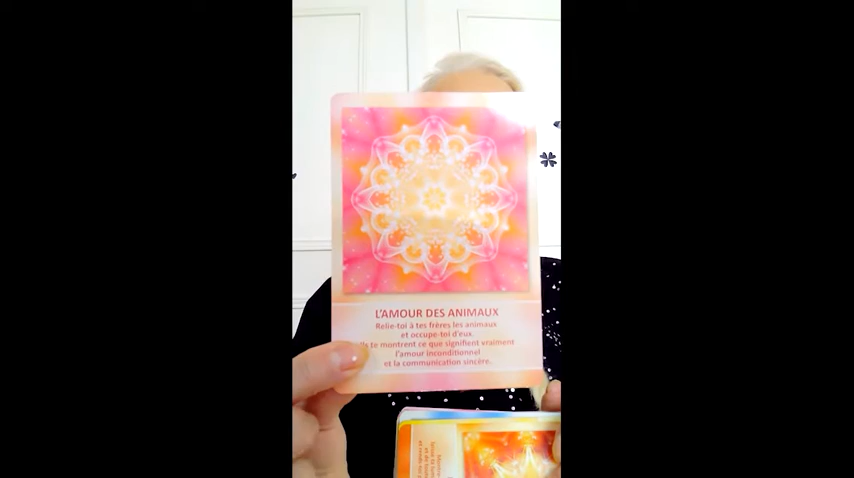 L'AMOUR DES ANIMAUX
Relie-toi à tes frères les animaux
et occupe-toi d'eux.
Ils te montrent ce que signifient vraiment
l'amour inconditionnel
et la communication sincère.